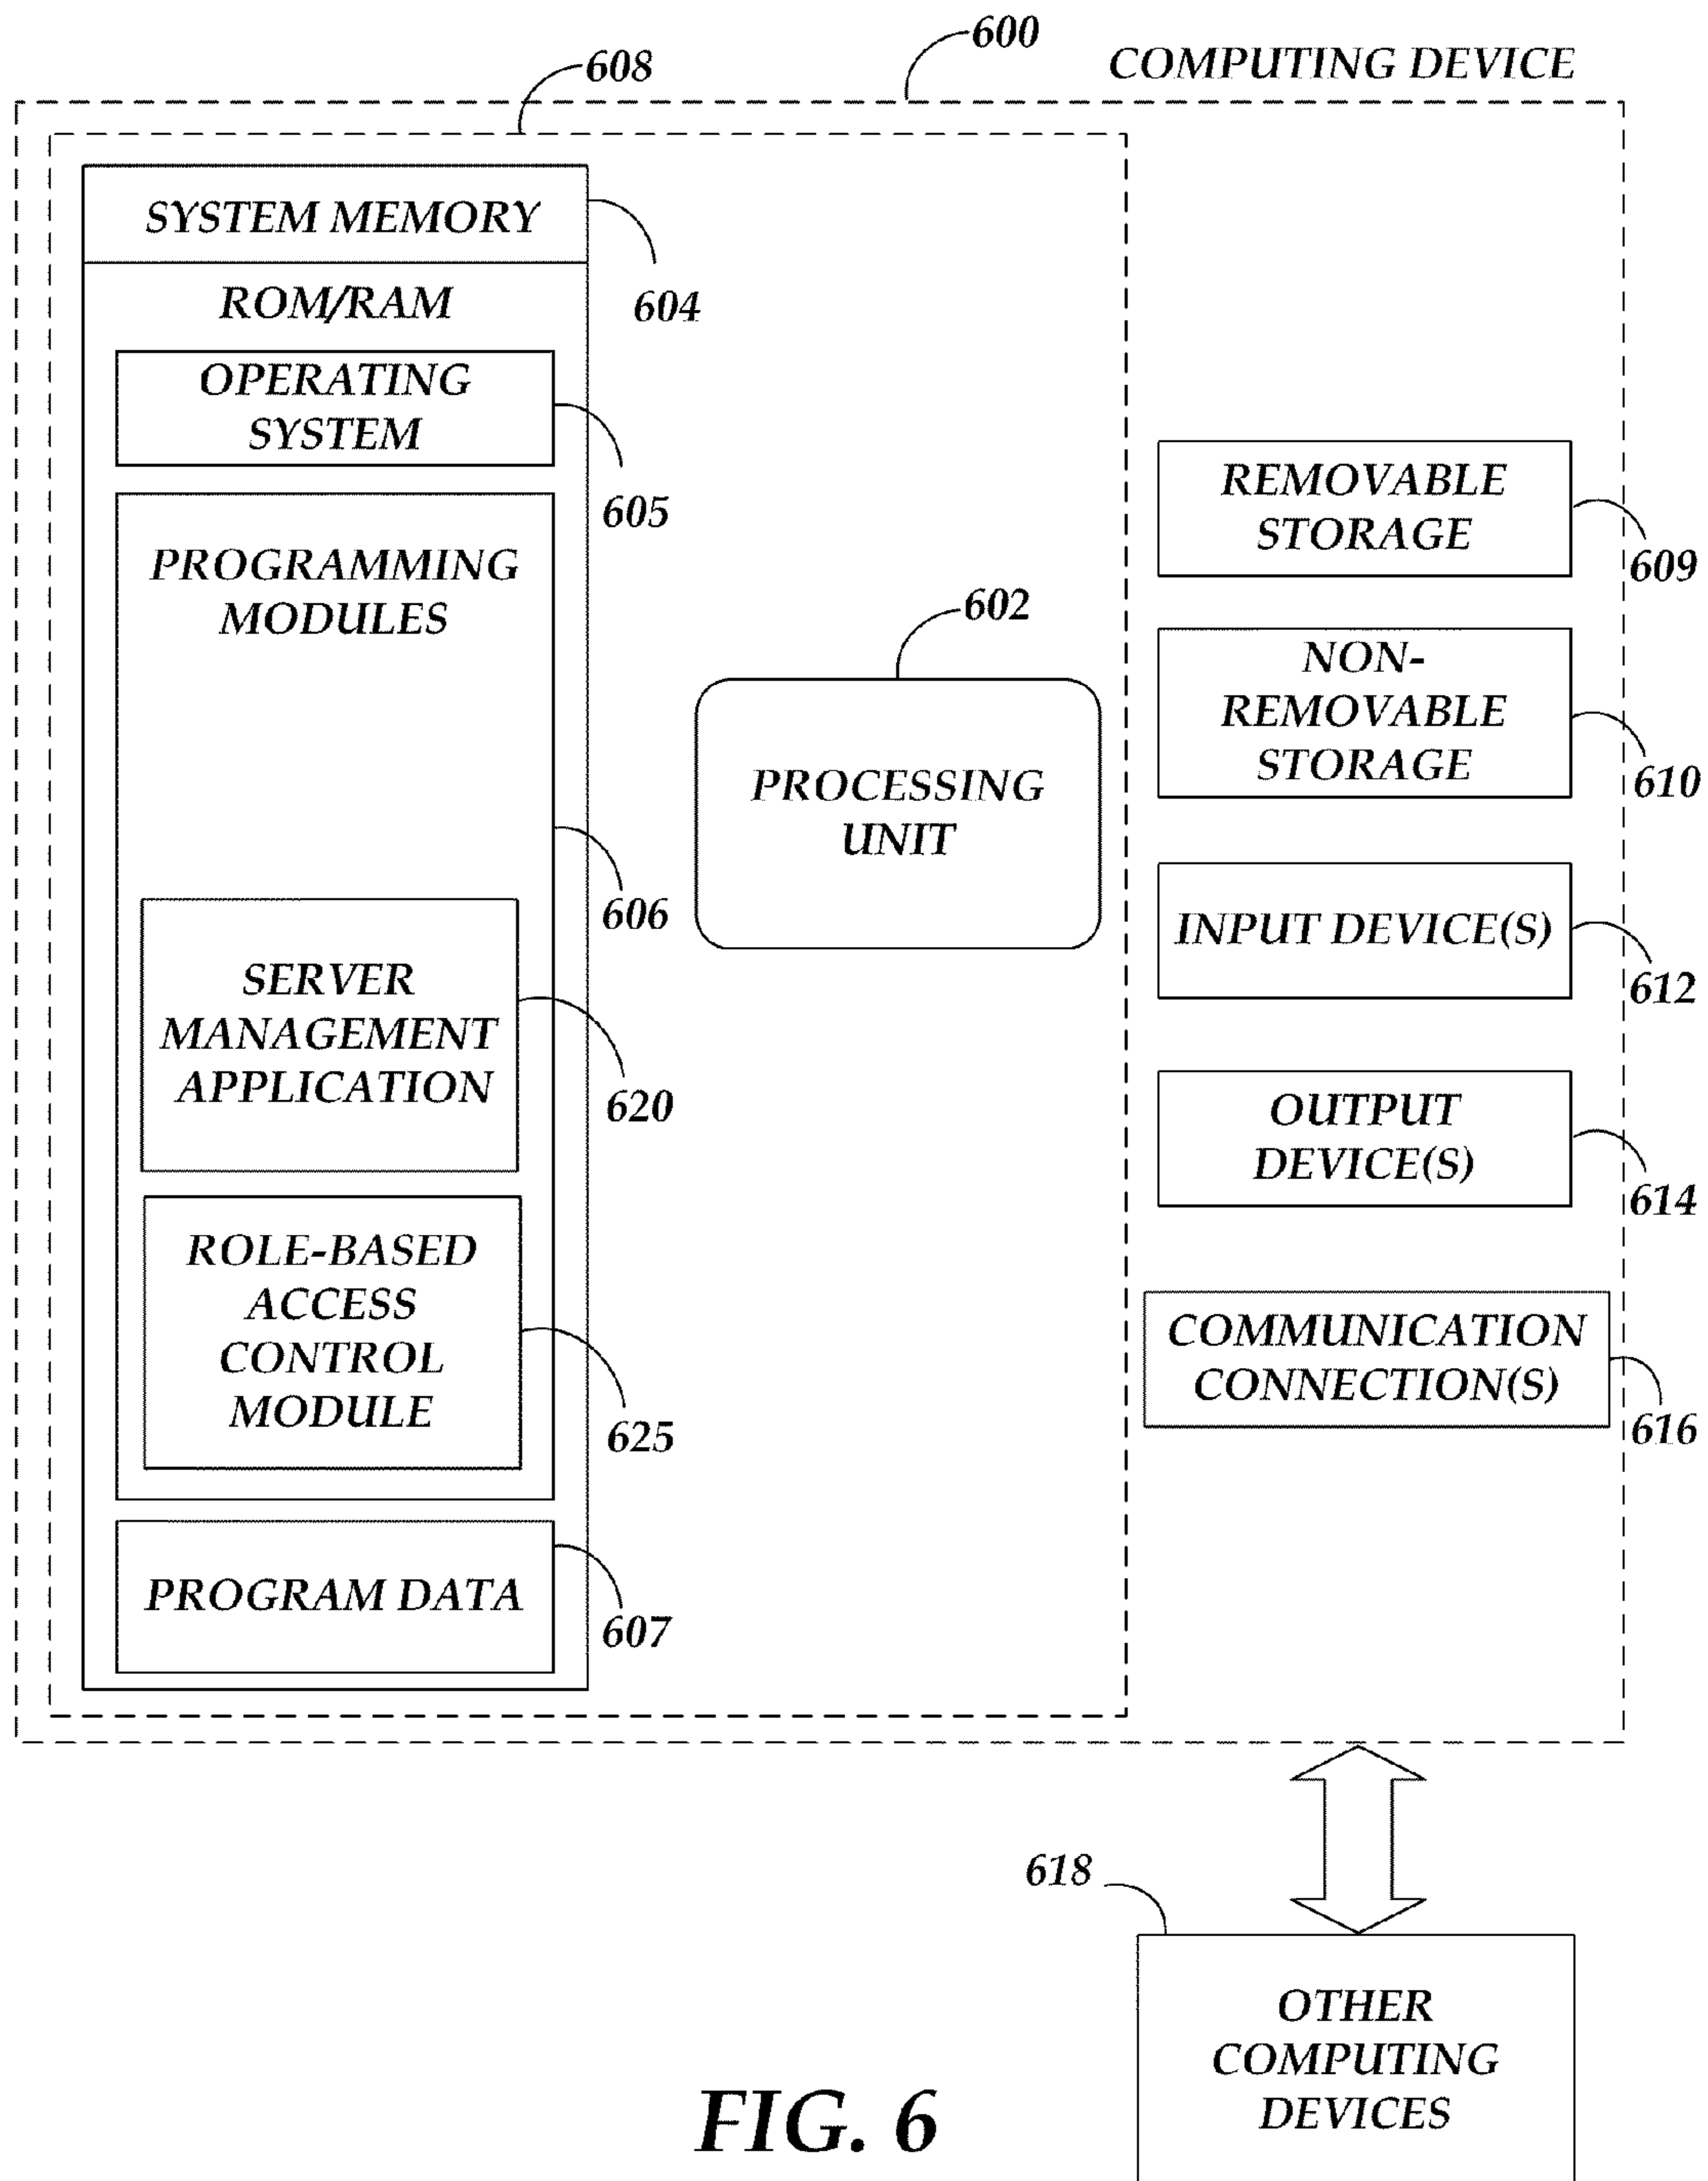 600
COMPUTING DEVICE
608
SYSTEM MEMORY
604
ROM/RAM
OPERATING
SYSTEM
605
PROGRAMMING
MODULES
606
SERVER
MANAGEMENT
APPLICATION
620
ROLE-BASED
ACCESS
CONTROL
MODULE
625
PROGRAM DATA
607
602
PROCESSING
UNIT
REMOVABLE
STORAGE
609
NON-
REMOVABLE
STORAGE
610
INPUT DEVICE(S)
612
OUTPUT
DEVICE(S)
614
COMMUNICATION
CONNECTION(S)
616
618
OTHER
COMPUTING
DEVICES
FIG. 6